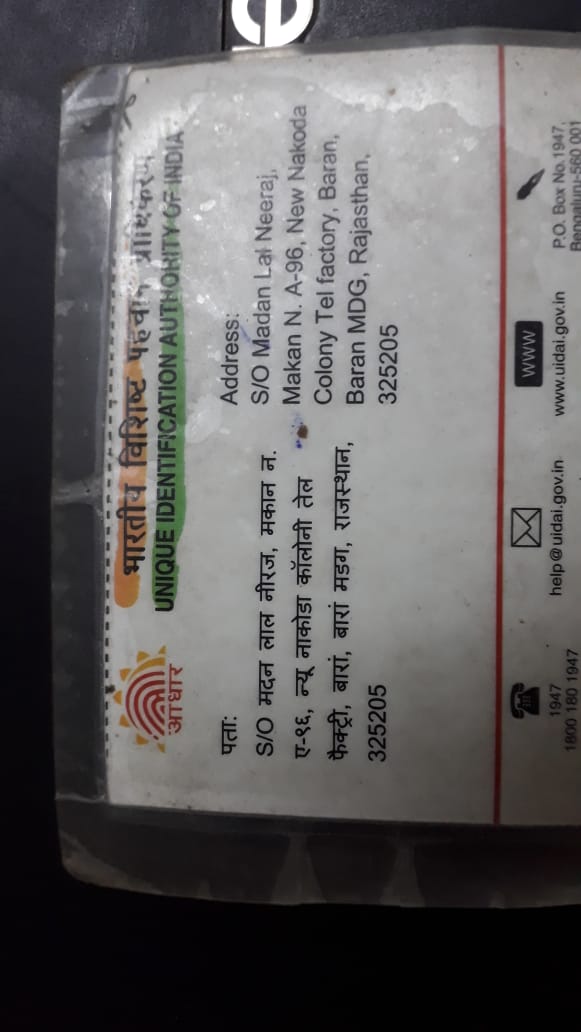 e
भारतीय विशिष्ट पहचान प्राधिकरण
UNIQUE IDENTIFICATION AUTHORITY OF INDIA
आधार
पता:
S/O मदन लाल नीरज, मकान न.
ए-९६, न्यू नाकोडा कॉलोनी तेल
फैक्ट्री, बारां, बारां मडग, राजस्थान,
325205
Address:
S/O Madan Lal Neeraj,
Makan N. A-96, New Nakoda
Colony Tel factory, Baran,
Baran MDG, Rajasthan,
325205
1947
1800 180 1947
help@uidai.gov.in
WWW
www.uidai.gov.in
P.O. Box No.1947,
Bengaluru-560 001